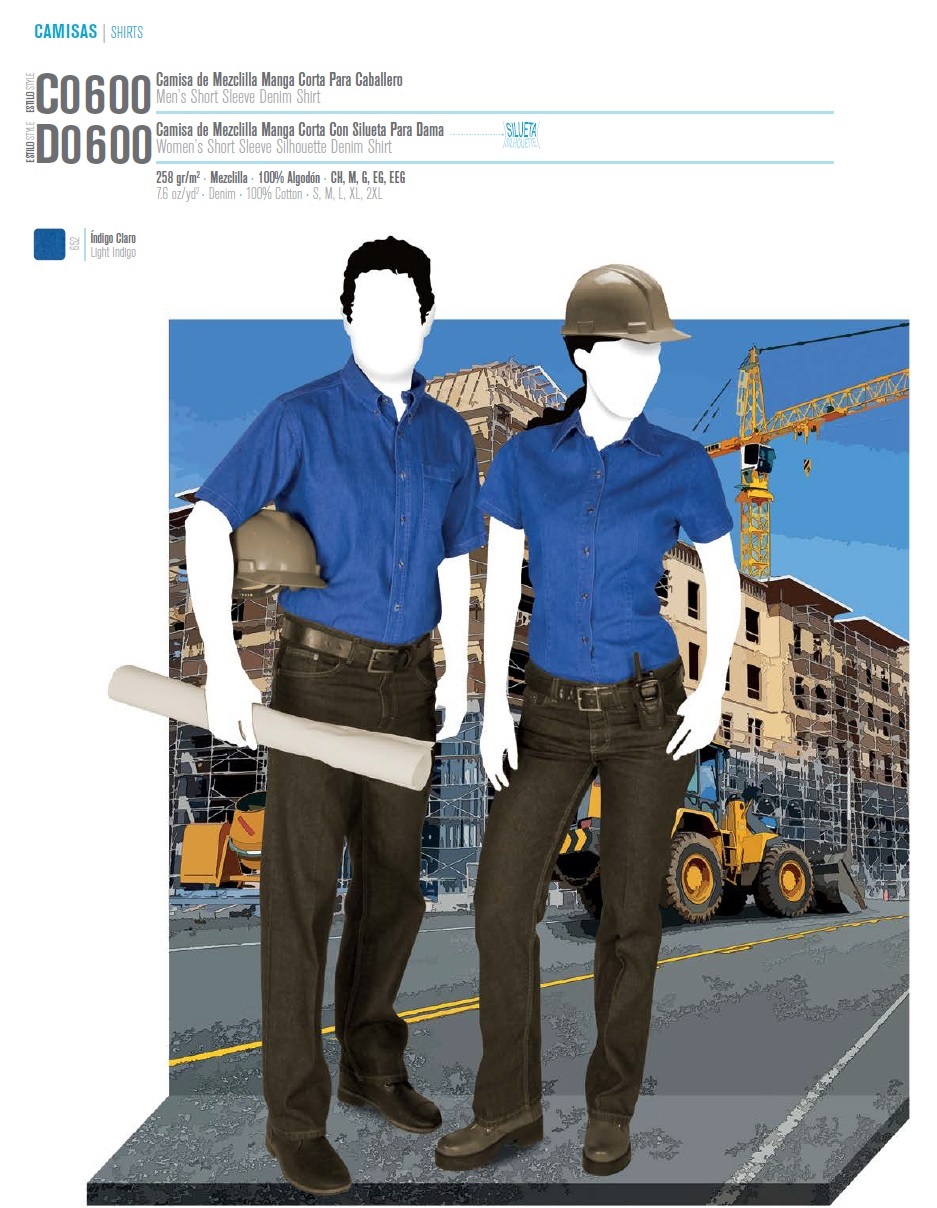 CAMISAS | SHIRTS
ESTILO STYLE
C0600
Camisa de Mezclilla Manga Corta Para Caballero
Men's Short Sleeve Denim Shirt
ESTILO STYLE
D0600
Camisa de Mezclilla Manga Corta Con Silueta Para Dama
SILUETA
SILHOUETTE
Women's Short Sleeve Silhouette Denim Shirt
258 gr/m² · Mezclilla · 100% Algodón · CH, M, G, EG, EEG
7.6 oz/yd² · Denim · 100% Cotton · S, M, L, XL, 2XL
652
Índigo Claro
Light Indigo